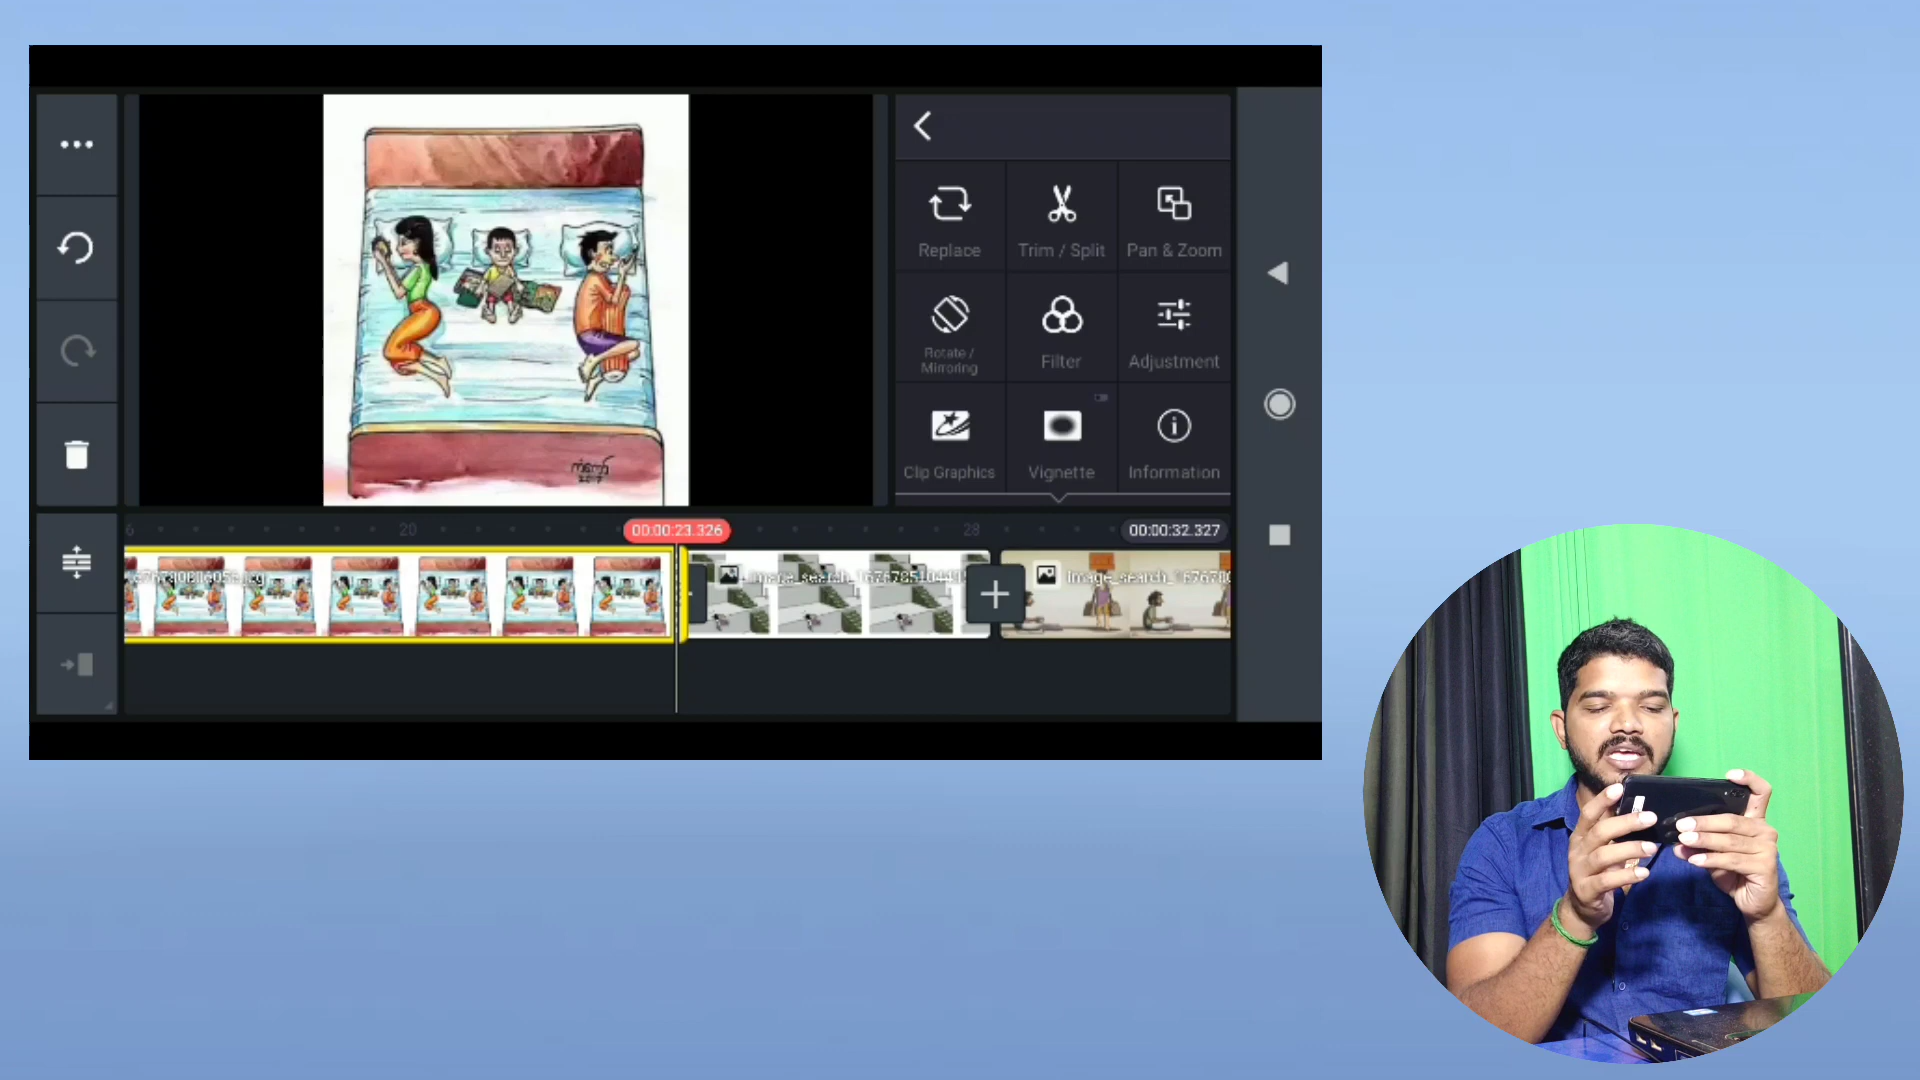 Replace
Trim / Split
Pan & Zoom
Rotate /
Mirroring
Filter
Adjustment
Clip Graphics
Vignette
Information
6
20
00:00:23.326
28
00:00:32.327